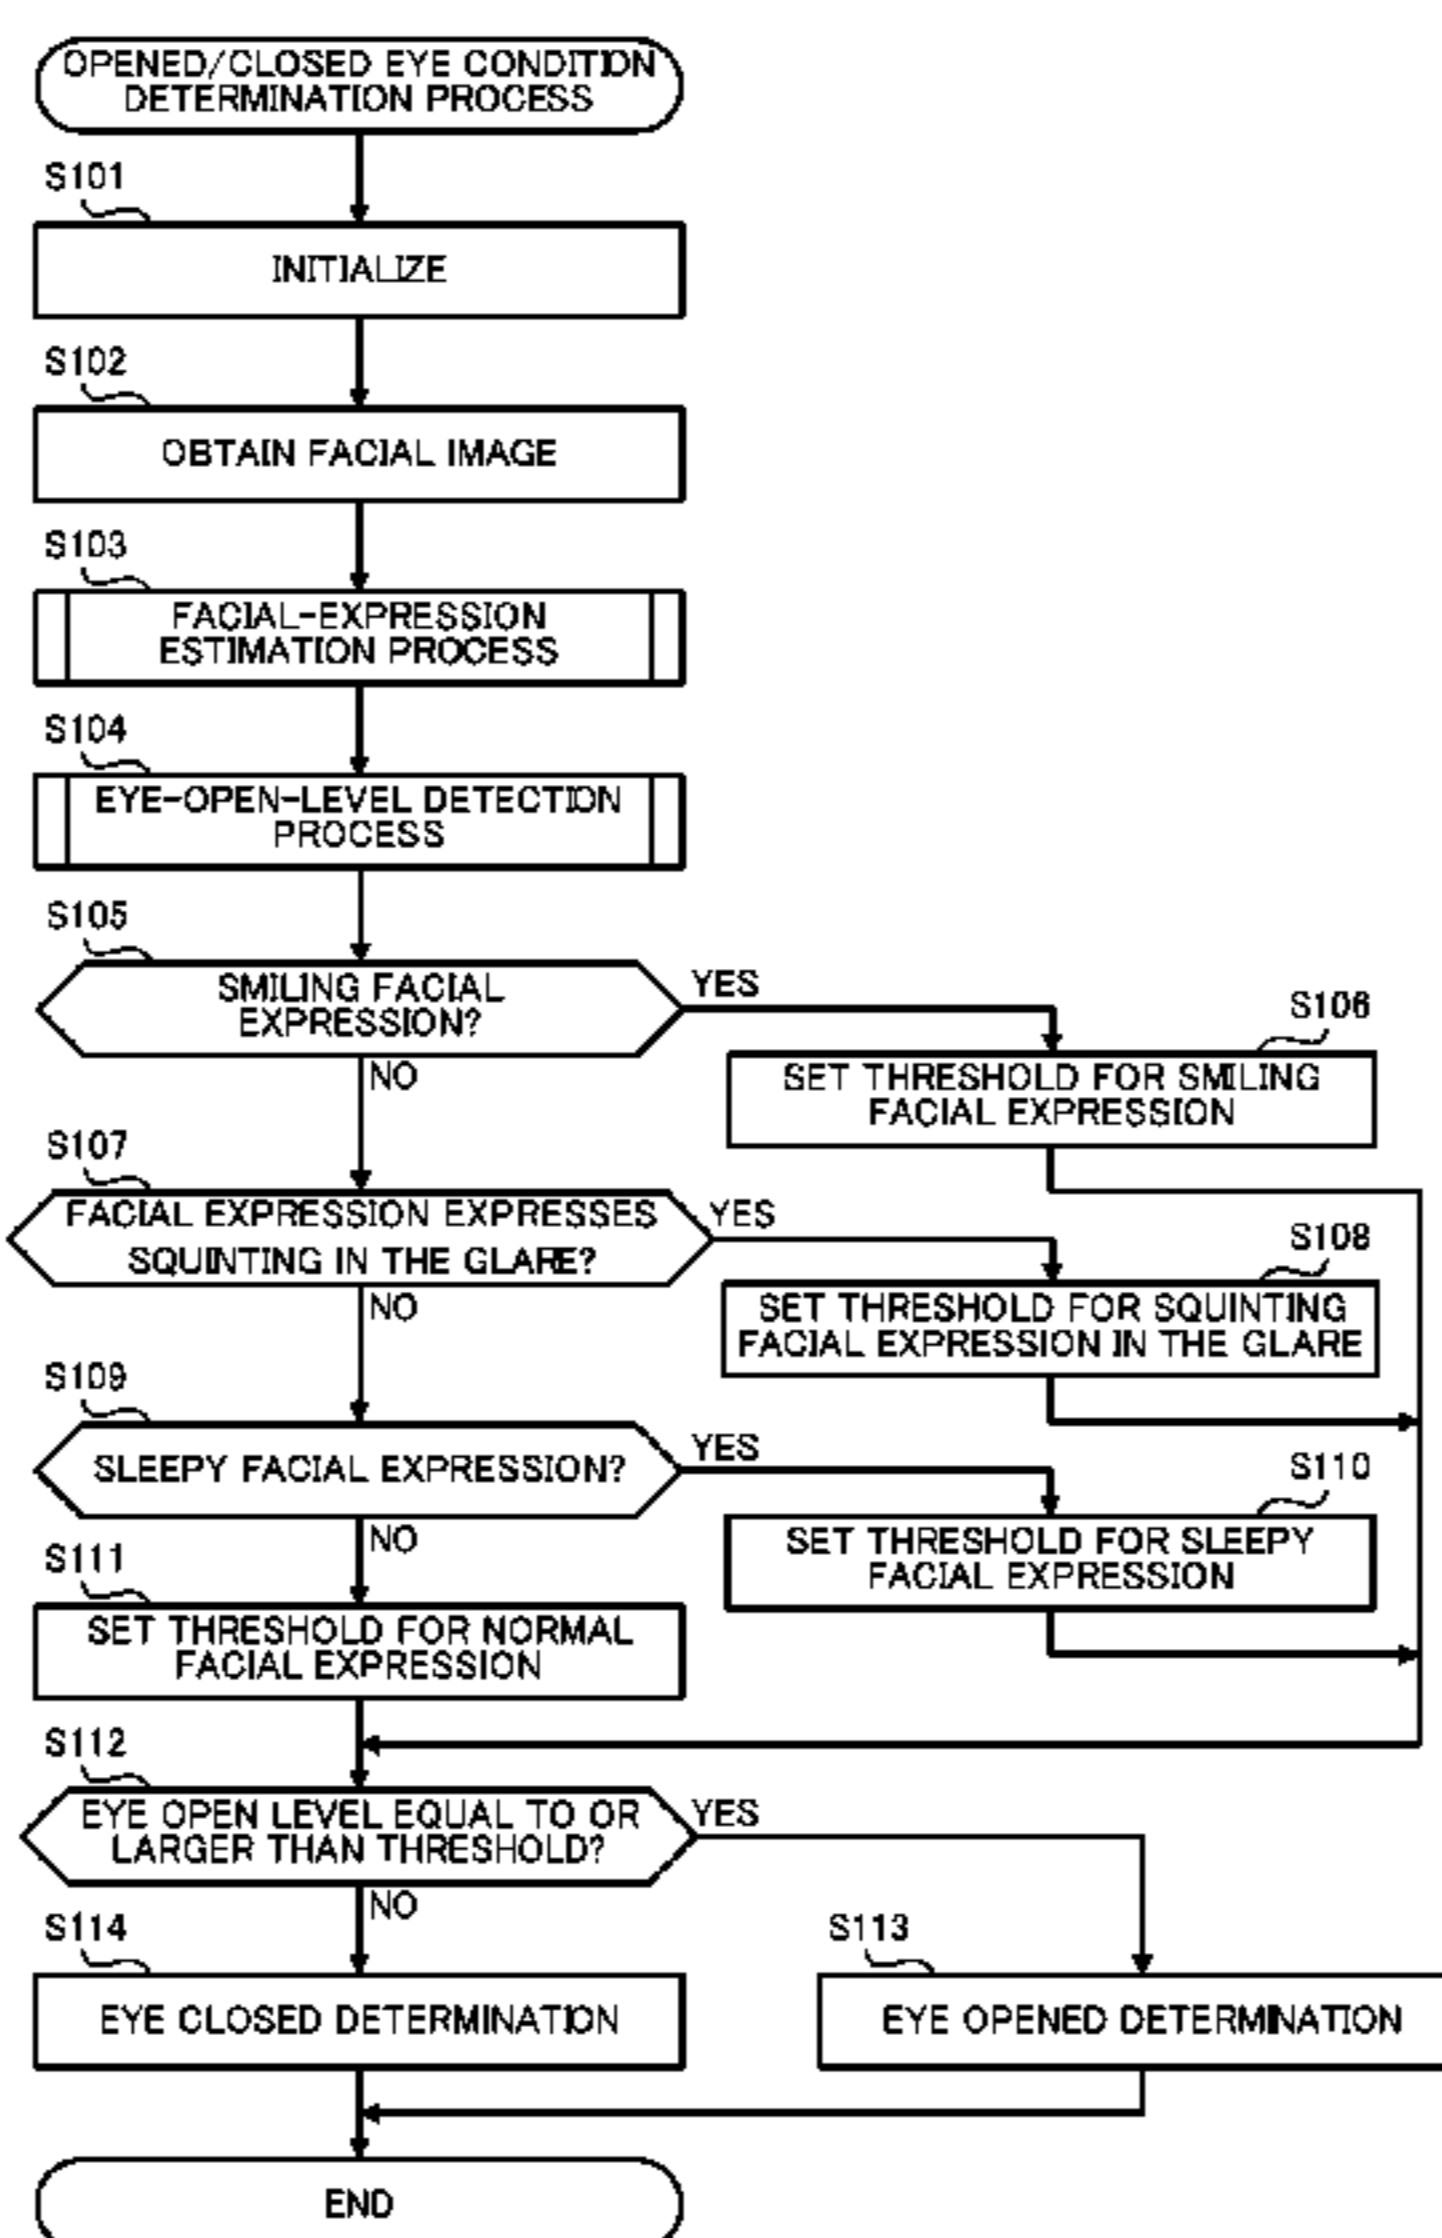 OPENED/CLOSED EYE CONDITION
DETERMINATION PROCESS
S101
INITIALIZE
S102
OBTAIN FACIAL IMAGE
S103
FACIAL-EXPRESSION
ESTIMATION PROCESS
S104
EYE-OPEN-LEVEL DETECTION
PROCESS
S105
SMILING FACIAL
EXPRESSION?
YES
NO
S106
SET THRESHOLD FOR SMILING
FACIAL EXPRESSION
S107
FACIAL EXPRESSION EXPRESSES
SQUINTING IN THE GLARE?
YES
NO
S108
SET THRESHOLD FOR SQUINTING
FACIAL EXPRESSION IN THE GLARE
S109
SLEEPY FACIAL EXPRESSION?
YES
NO
S110
SET THRESHOLD FOR SLEEPY
FACIAL EXPRESSION
S111
SET THRESHOLD FOR NORMAL
FACIAL EXPRESSION
S112
EYE OPEN LEVEL EQUAL TO OR
LARGER THAN THRESHOLD?
YES
NO
S114
EYE CLOSED DETERMINATION
S113
EYE OPENED DETERMINATION
END